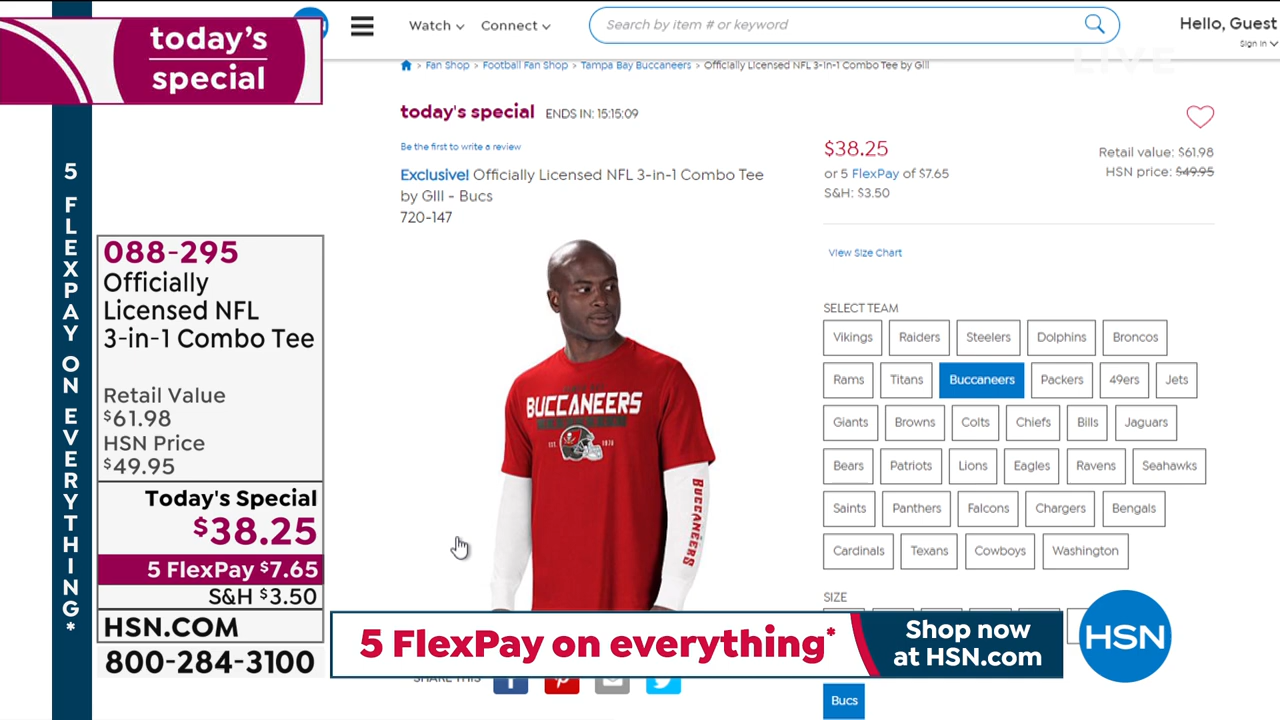 today's
special
Watch
Connect
Search by item # or keyword
Hello, Guest
Sign In
LIVE
Fan Shop > Football Fan Shop > Tampa Bay Buccaneers > Officially Licensed NFL 3-in-1 Combo Tee by GIII
today's special ENDS IN: 15:15:09
Be the first to write a review
Exclusive! Officially Licensed NFL 3-in-1 Combo Tee
by GIII - Bucs
720-147
$38.25
or 5 FlexPay of $7.65
S&H: $3.50
Retail value: $61.98
HSN price: $49.95
View Size Chart
SELECT TEAM
Vikings Raiders Steelers Dolphins Broncos
Rams Titans Buccaneers Packers 49ers Jets
Giants Browns Colts Chiefs Bills Jaguars
Bears Patriots Lions Eagles Ravens Seahawks
Saints Panthers Falcons Chargers Bengals
Cardinals Texans Cowboys Washington
SIZE
Bucs
BUCCANEERS
EST. 1976
BUCCANEERS
5 FLEXPAY ON EVERYTHING*
088-295
Officially
Licensed NFL
3-in-1 Combo Tee
Retail Value
$61.98
HSN Price
$49.95
Today's Special
$38.25
5 FlexPay $7.65
S&H $3.50
HSN.COM
800-284-3100
5 FlexPay on everything*
Shop now
at HSN.com
HSN
SHARE THIS